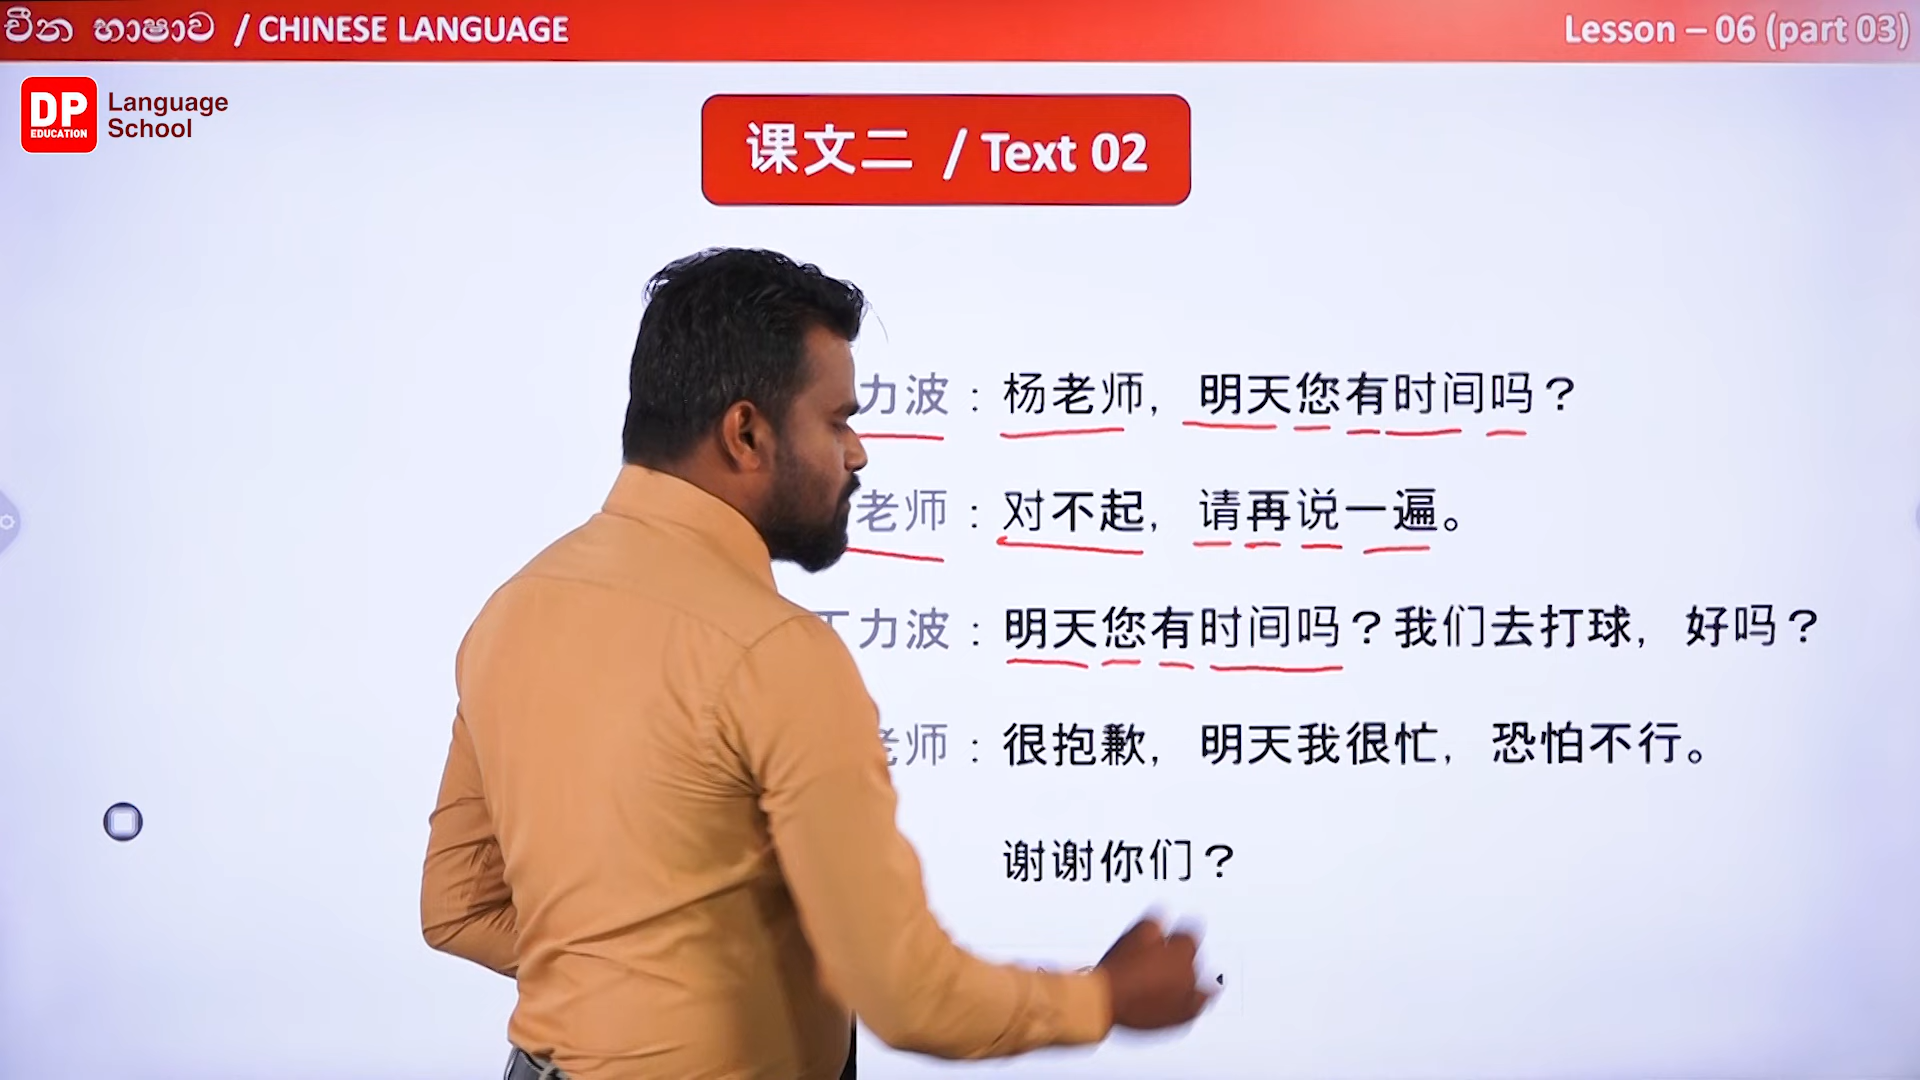 චීන භාෂාව / CHINESE LANGUAGE
Lesson – 06 (part 03)
DP EDUCATION
Language School
课文二 / Text 02
力波：杨老师，明天您有时间吗？
老师：对不起，请再说一遍。
丁力波：明天您有时间吗？我们去打球，好吗？
老师：很抱歉，明天我很忙，恐怕不行。
谢谢你们？